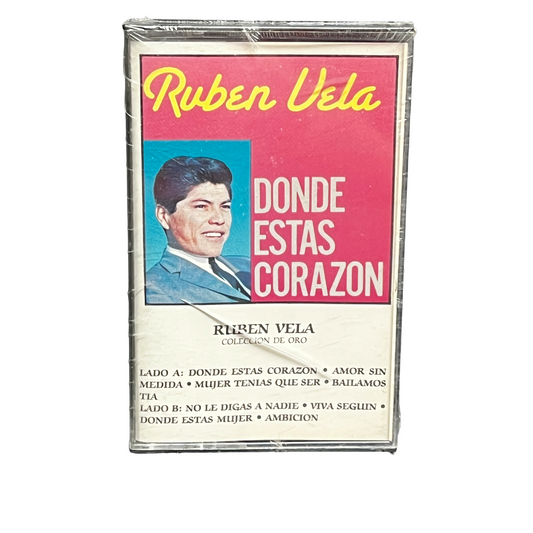 Ruben Vela
DONDE
ESTAS
CORAZON
RUBEN VELA
COLECCION DE ORO
LADO A: DONDE ESTAS CORAZON • AMOR SIN
MEDIDA • MUJER TENIAS QUE SER • BAILAMOS
TIA
LADO B: NO LE DIGAS A NADIE • VIVA SEGUIN •
DONDE ESTAS MUJER • AMBICION